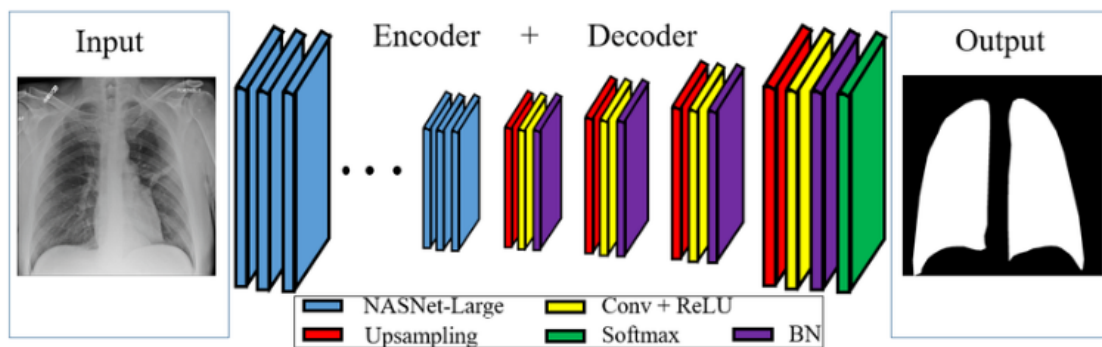 Input
Encoder + Decoder
Output
NASNet-Large
Conv + ReLU
Upsampling
Softmax
BN